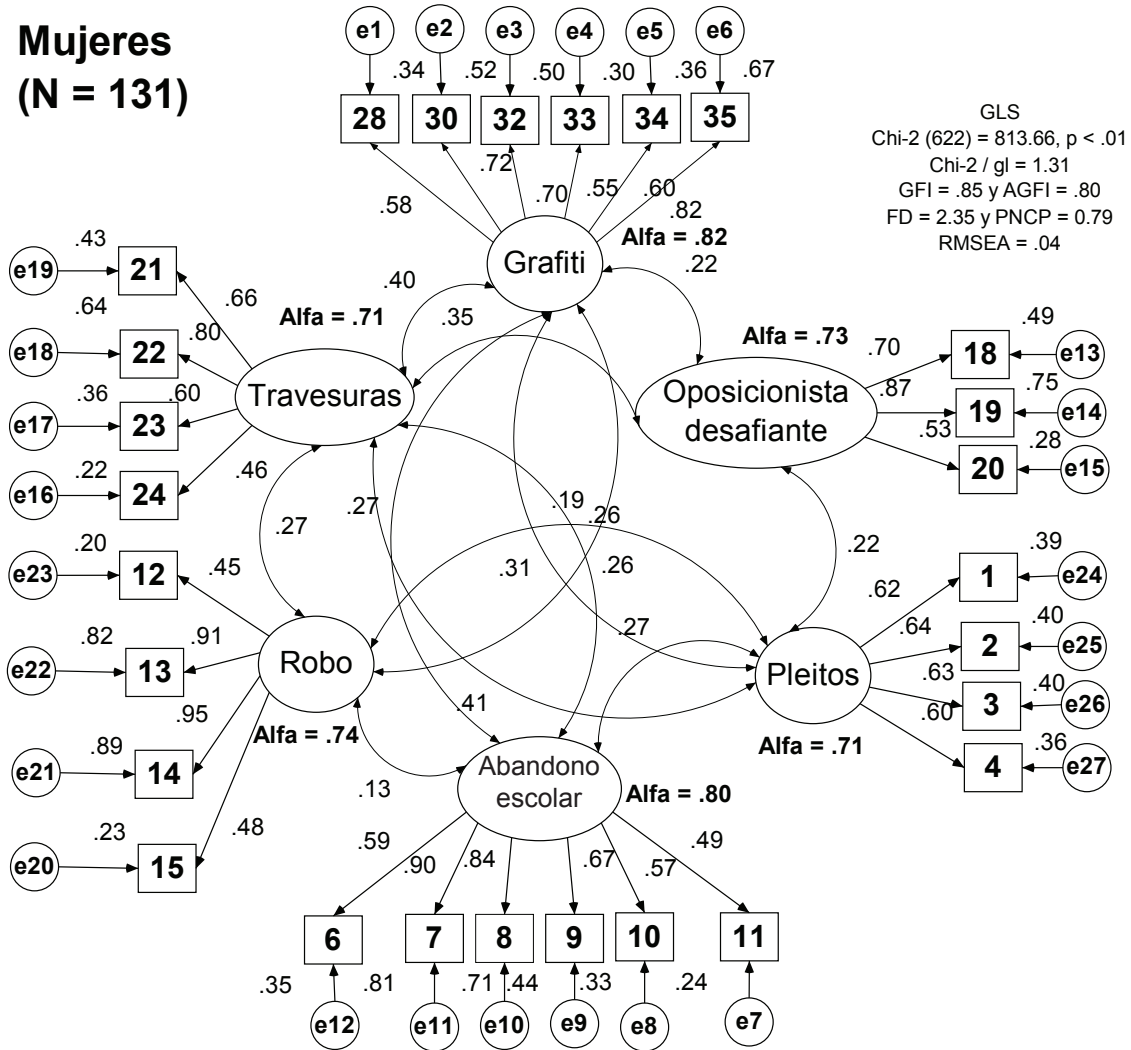 Mujeres
(N = 131)
e1
e2
e3
e4
e5
e6
.34
.52
.50
.30
.36
.67
28
30
32
33
34
35
GLS
Chi-2 (622) = 813.66, p < .01
Chi-2 / gl = 1.31
GFI = .85 y AGFI = .80
FD = 2.35 y PNCP = 0.79
RMSEA = .04
.58
.72
.70
.55
.60
.82
Alfa = .82
Grafiti
.22
.40
.35
e19
.43
21
.66
e18
.64
22
.80
e17
.36
23
.60
e16
.22
24
.46
Alfa = .71
Travesuras
Alfa = .73
Oposicionista
desafiante
.70
18
.49
e13
.87
19
.75
e14
.53
20
.28
e15
.27
.27
.19
.26
.31
.26
.22
.27
.41
e23
.20
12
.45
e22
.82
13
.91
e21
.89
14
.95
e20
.23
15
.48
Robo
Alfa = .74
.13
Pleitos
Alfa = .71
.62
1
.39
e24
.64
2
.40
e25
.63
3
.40
e26
.60
4
.36
e27
Abandono
escolar
Alfa = .80
.59
.90
.84
.67
.57
.49
6
7
8
9
10
11
.35
.81
.71
.44
.33
.24
e12
e11
e10
e9
e8
e7